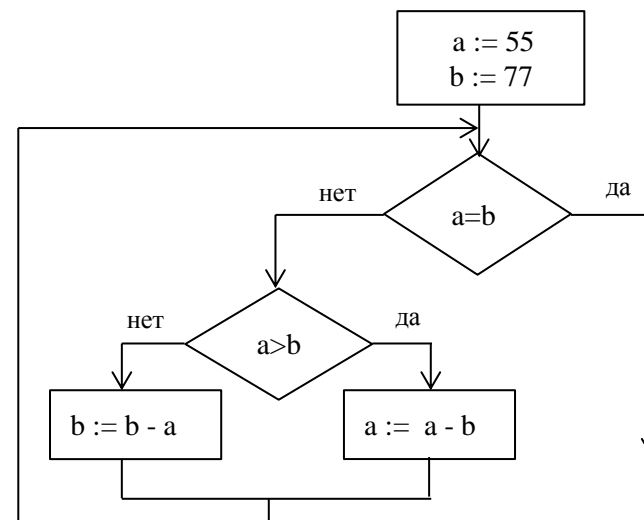 a := 55
b := 77
нет
да
a=b
нет
да
a>b
b := b - a
a := a - b